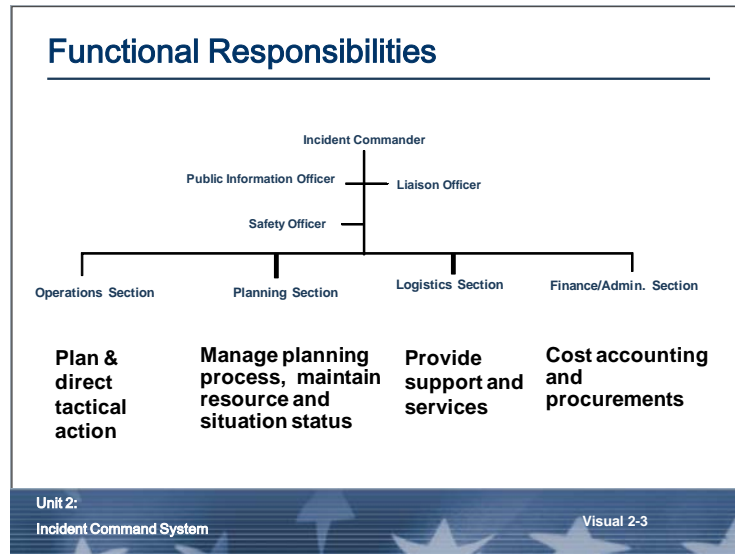 Functional Responsibilities
Incident Commander
Public Information Officer
Liaison Officer
Safety Officer
Operations Section
Planning Section
Logistics Section
Finance/Admin. Section
Plan &
direct
tactical
action
Manage planning
process, maintain
resource and
situation status
Provide
support and
services
Cost accounting
and
procurements
Unit 2:
Incident Command System
Visual 2-3